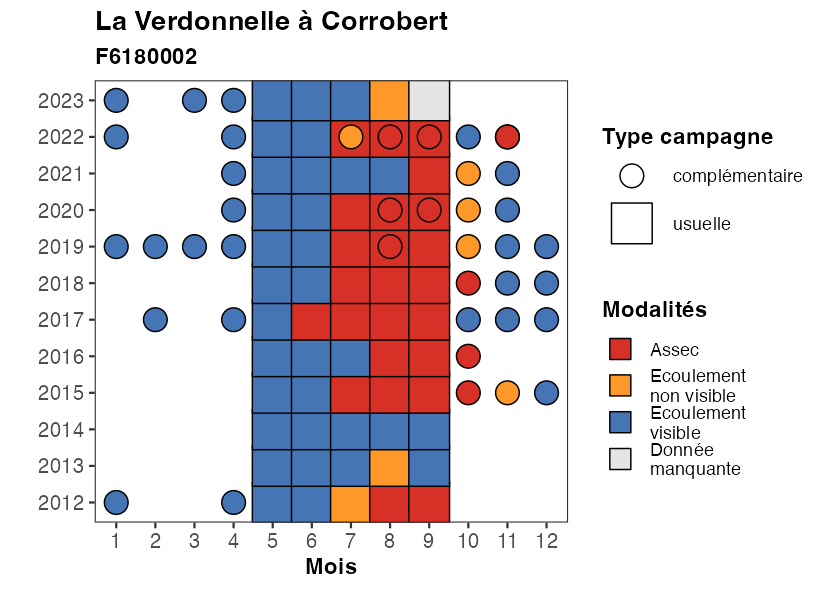 La Verdonnelle à Corrobert
F6180002
2023
2022
2021
2020
2019
2018
2017
2016
2015
2014
2013
2012
1 2 3 4 5 6 7 8 9 10 11 12
Mois
Type campagne
complémentaire
usuelle
Modalités
Assec
Ecoulement
non visible
Ecoulement
visible
Donnée
manquante